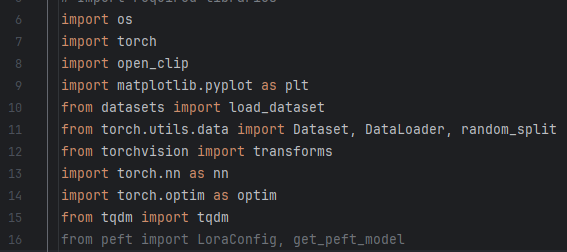 # Import required libraries
6 import os
7 import torch
8 import open_clip
9 import matplotlib.pyplot as plt
10 from datasets import load_dataset
11 from torch.utils.data import Dataset, DataLoader, random_split
12 from torchvision import transforms
13 import torch.nn as nn
14 import torch.optim as optim
15 from tqdm import tqdm
16 from peft import LoraConfig, get_peft_model